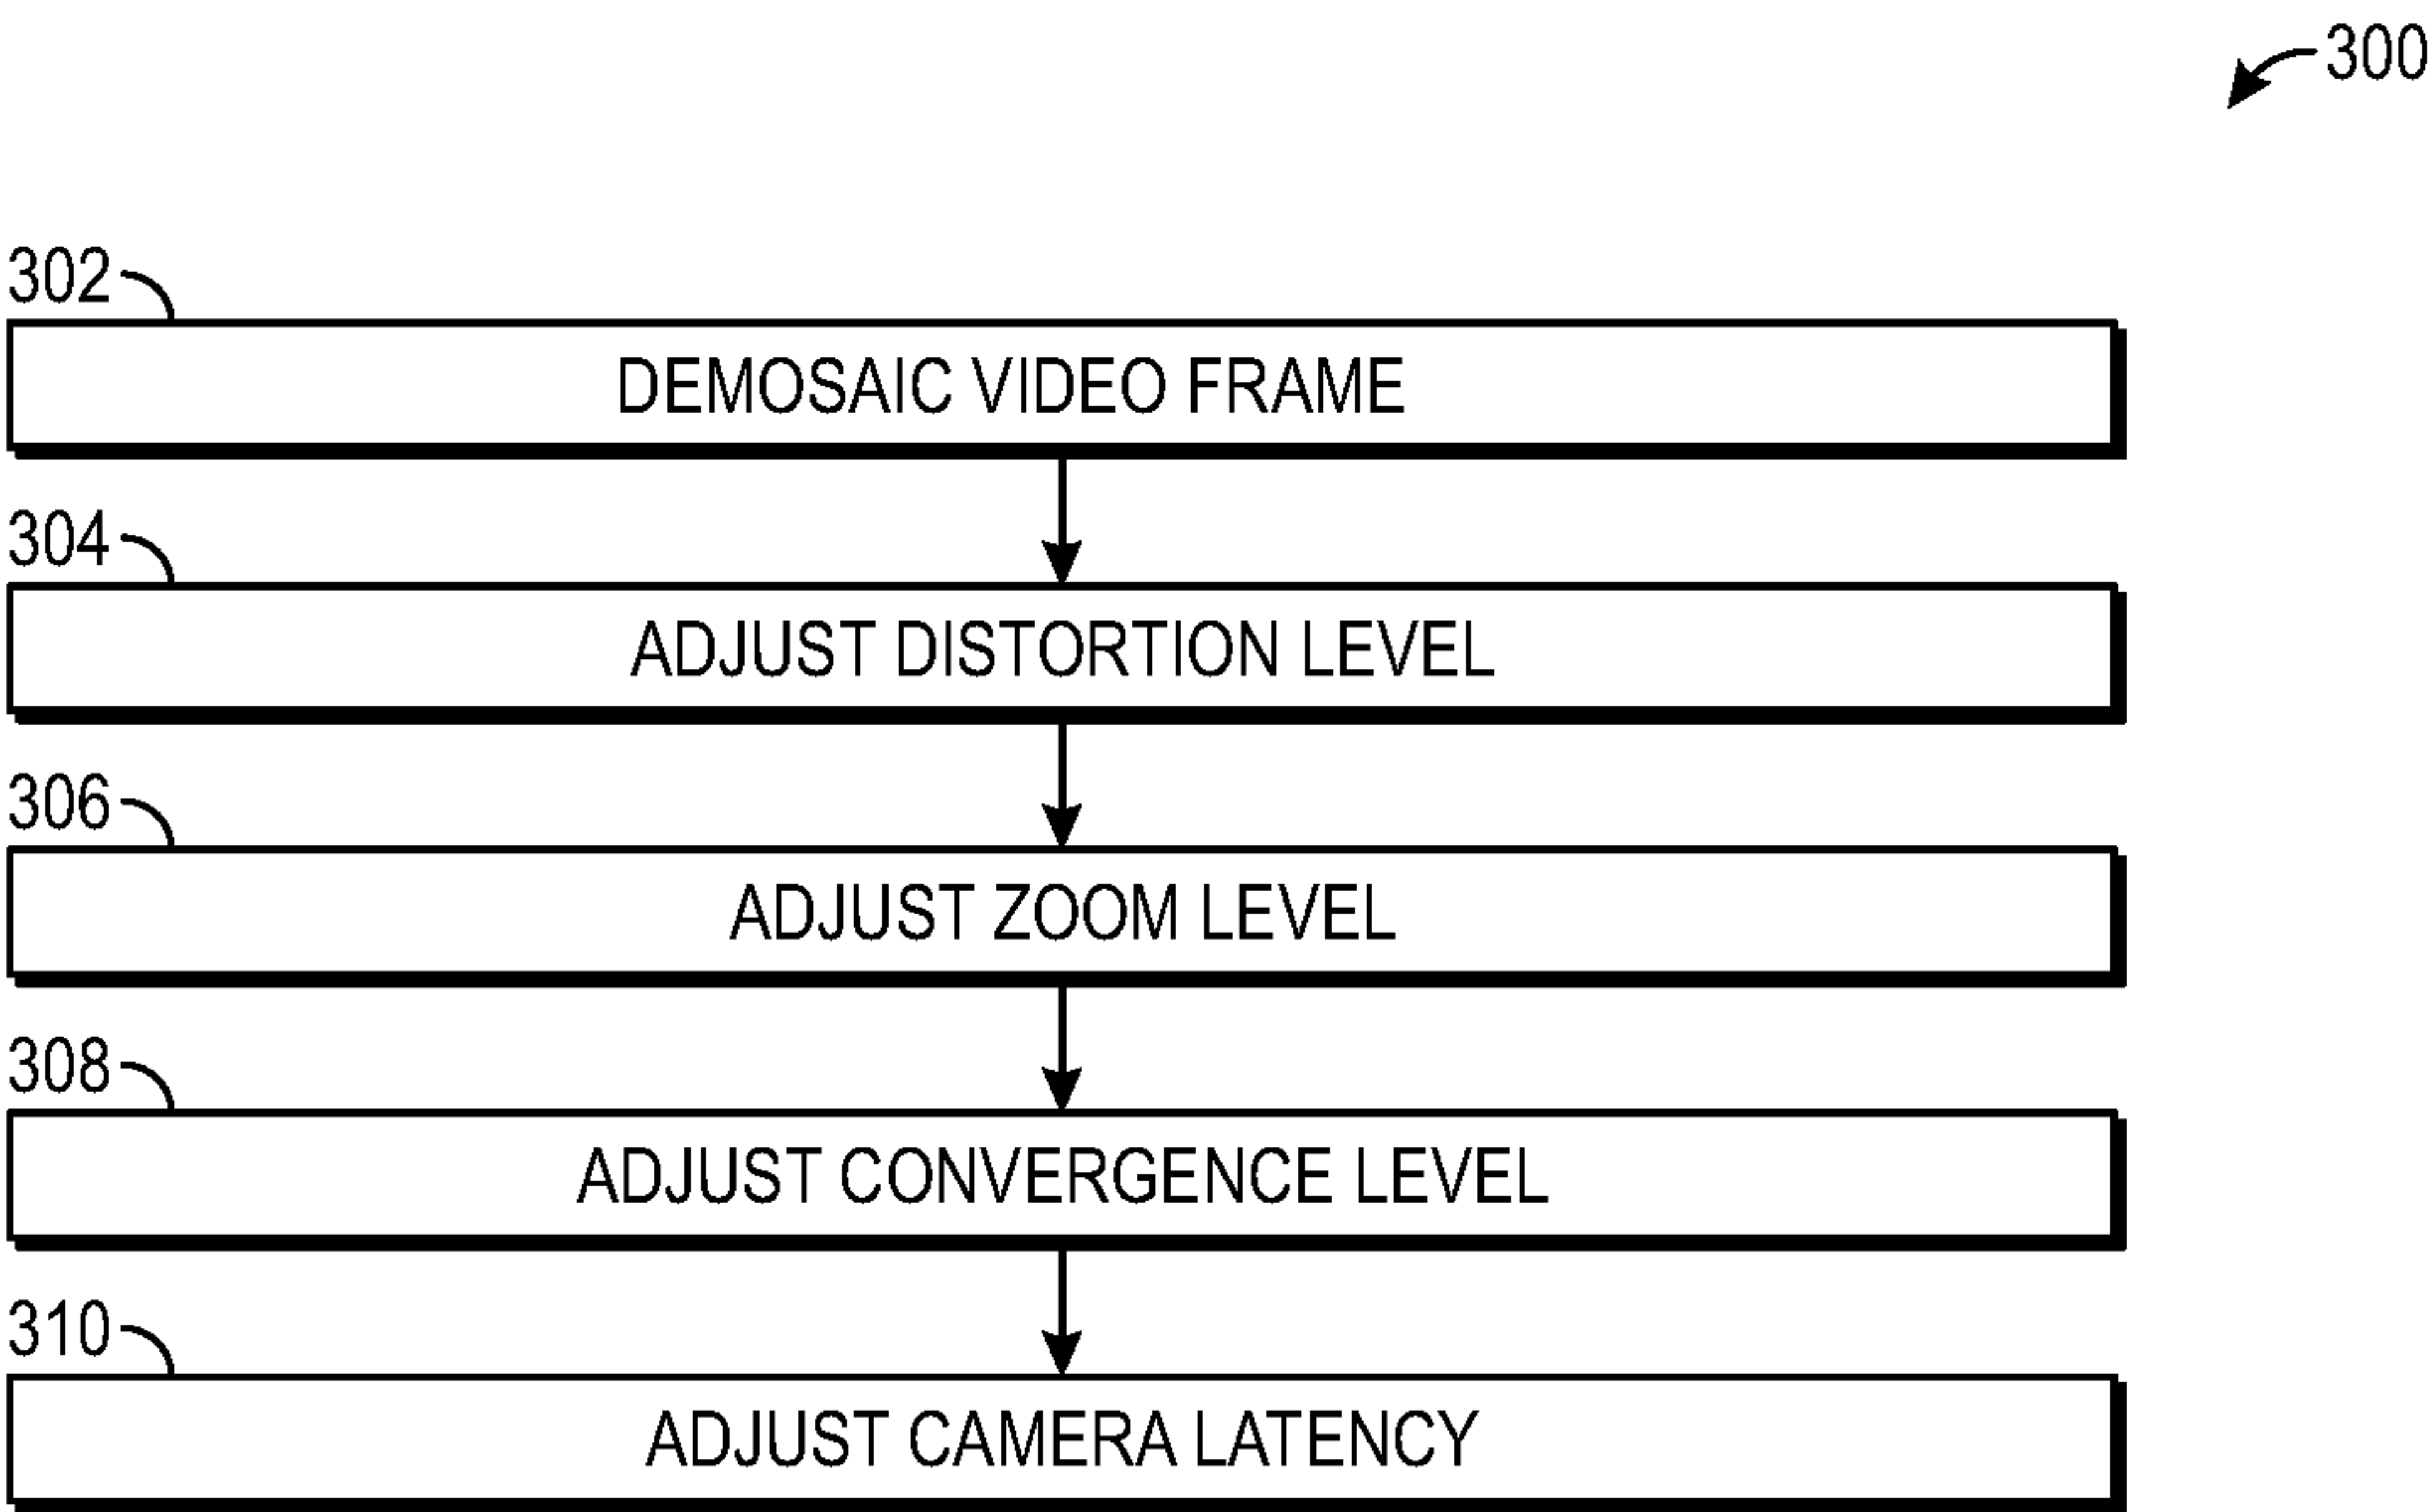 300
302
DEMOSAIC VIDEO FRAME
304
ADJUST DISTORTION LEVEL
306
ADJUST ZOOM LEVEL
308
ADJUST CONVERGENCE LEVEL
310
ADJUST CAMERA LATENCY